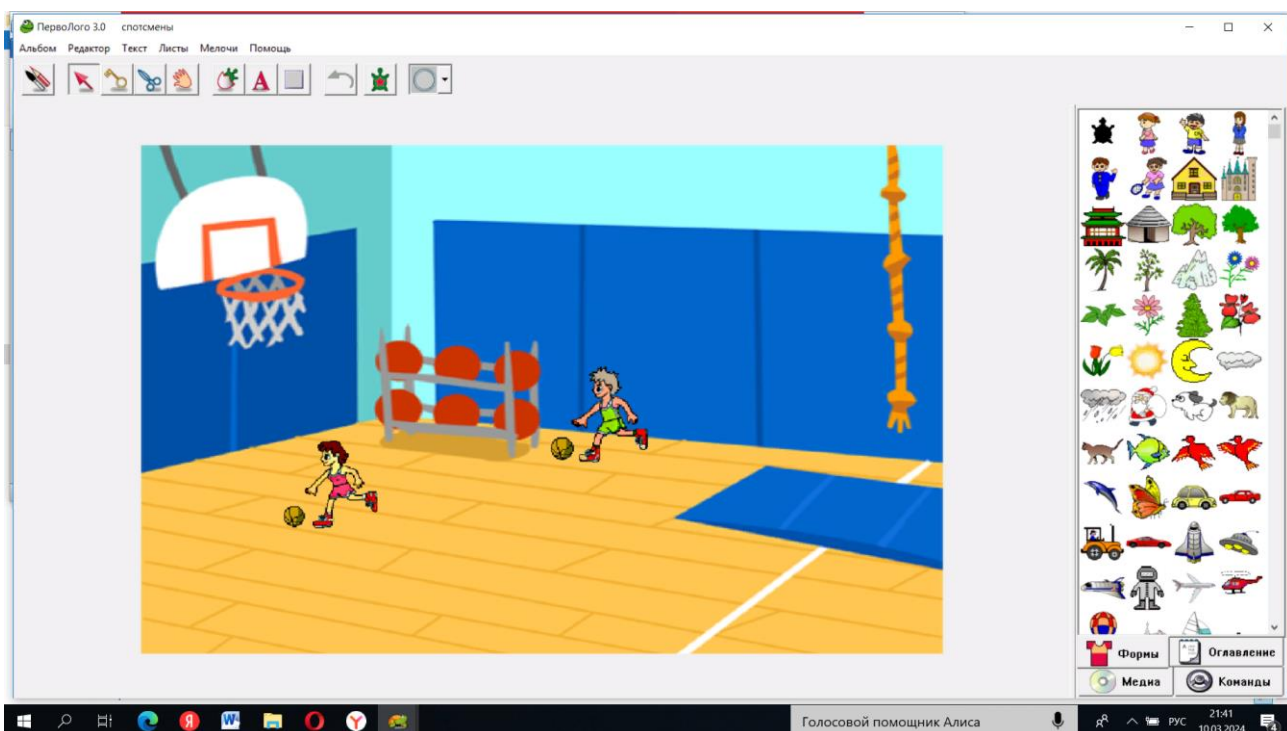 ПервоЛого 3.0 спотсмены
Альбом Редактор Текст Листы Мелочи Помощь
A
Формы Оглавление
Медиа Команды
Голосовой помощник Алиса
РУС
21:41
10.03.2024
4